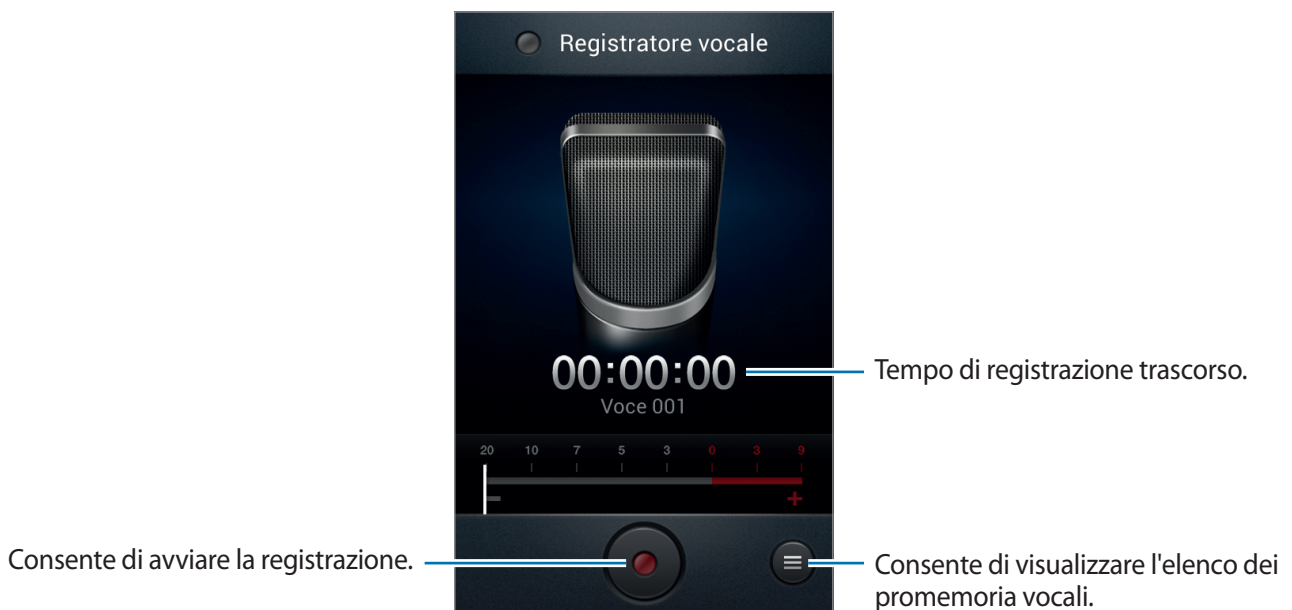 Registratore vocale
00:00:00
Tempo di registrazione trascorso.
Voce 001
20 10 7 5 3 0 3 9
Consente di avviare la registrazione.
Consente di visualizzare l'elenco dei
promemoria vocali.